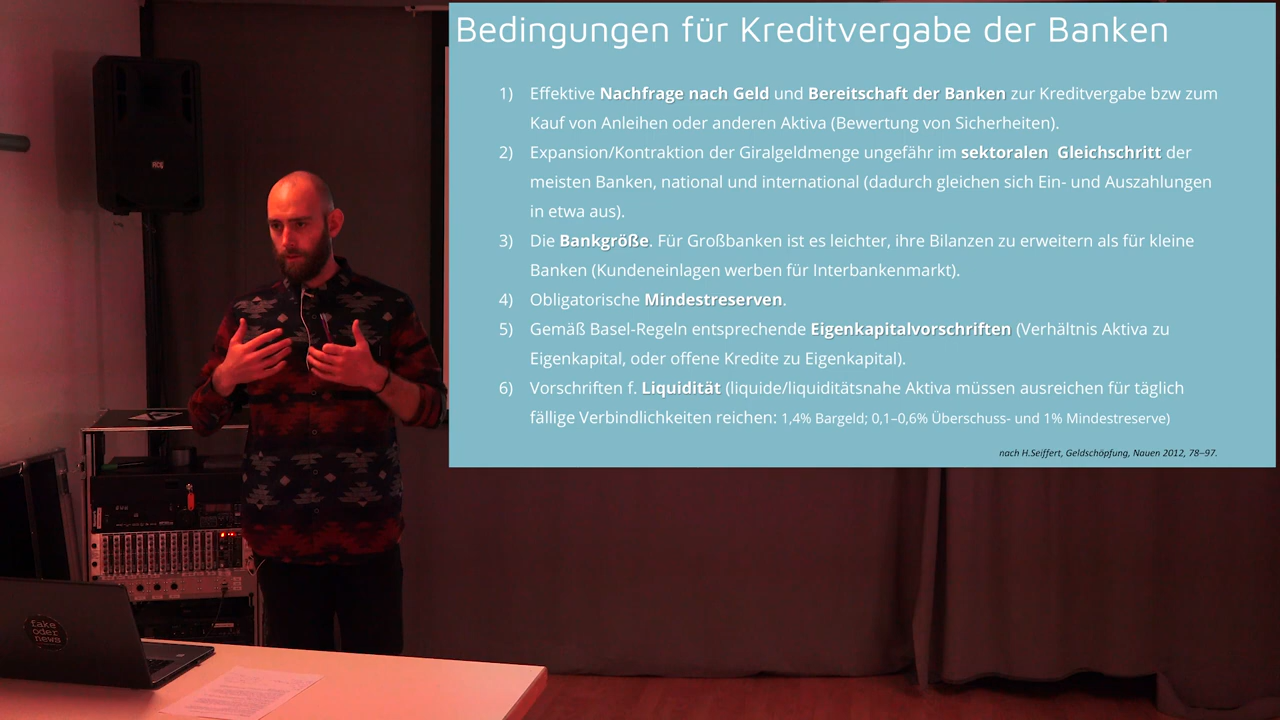 Bedingungen für Kreditvergabe der Banken
1) Effektive Nachfrage nach Geld und Bereitschaft der Banken zur Kreditvergabe bzw zum
Kauf von Anleihen oder anderen Aktiva (Bewertung von Sicherheiten).
2) Expansion/Kontraktion der Giralgeldmenge ungefähr im sektoralen Gleichschritt der
meisten Banken, national und international (dadurch gleichen sich Ein- und Auszahlungen
in etwa aus).
3) Die Bankgröße. Für Großbanken ist es leichter, ihre Bilanzen zu erweitern als für kleine
Banken (Kundeneinlagen werben für Interbankenmarkt).
4) Obligatorische Mindestreserven.
5) Gemäß Basel-Regeln entsprechende Eigenkapitalvorschriften (Verhältnis Aktiva zu
Eigenkapital, oder offene Kredite zu Eigenkapital).
6) Vorschriften f. Liquidität (liquide/liquiditätsnahe Aktiva müssen ausreichen für täglich
fällige Verbindlichkeiten reichen: 1,4% Bargeld; 0,1–0,6% Überschuss- und 1% Mindestreserve)
nach H.Seiffert, Geldschöpfung, Nauen 2012, 78–97.
fake
oder
news